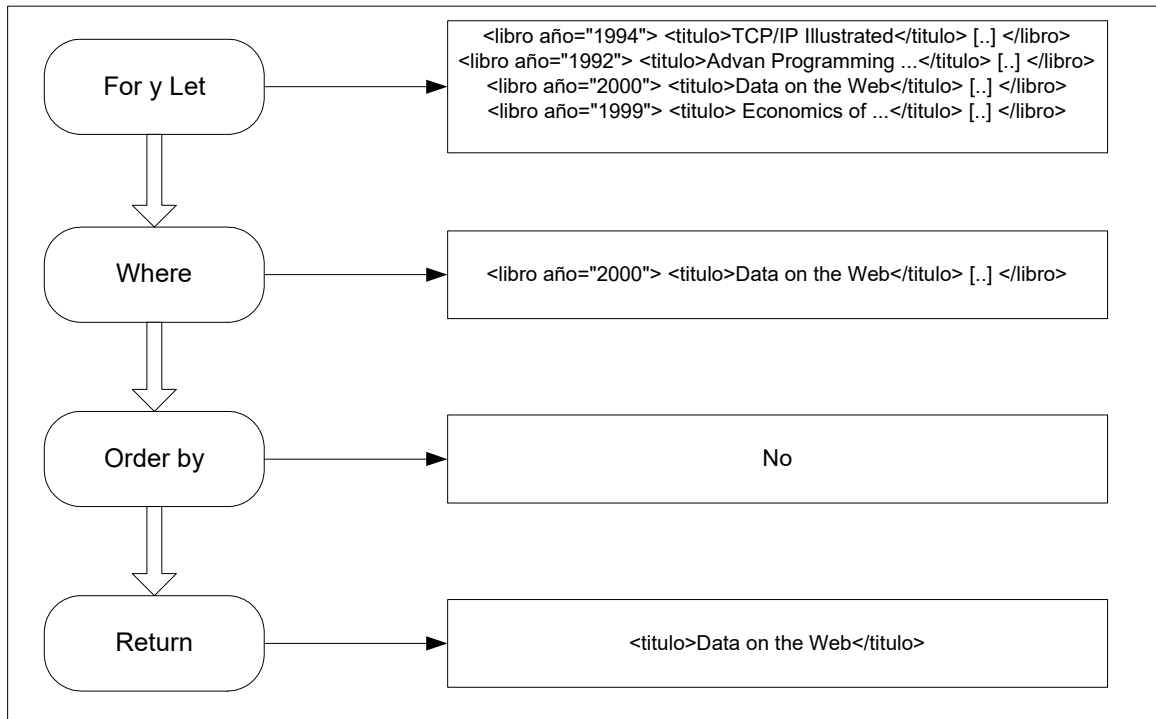 For y Let
<libro año="1994"> <titulo>TCP/IP Illustrated</titulo> [..] </libro>
<libro año="1992"> <titulo>Advan Programming ...</titulo> [..] </libro>
<libro año="2000"> <titulo>Data on the Web</titulo> [..] </libro>
<libro año="1999"> <titulo> Economics of ...</titulo> [..] </libro>
Where
<libro año="2000"> <titulo>Data on the Web</titulo> [..] </libro>
Order by
No
Return
<titulo>Data on the Web</titulo>